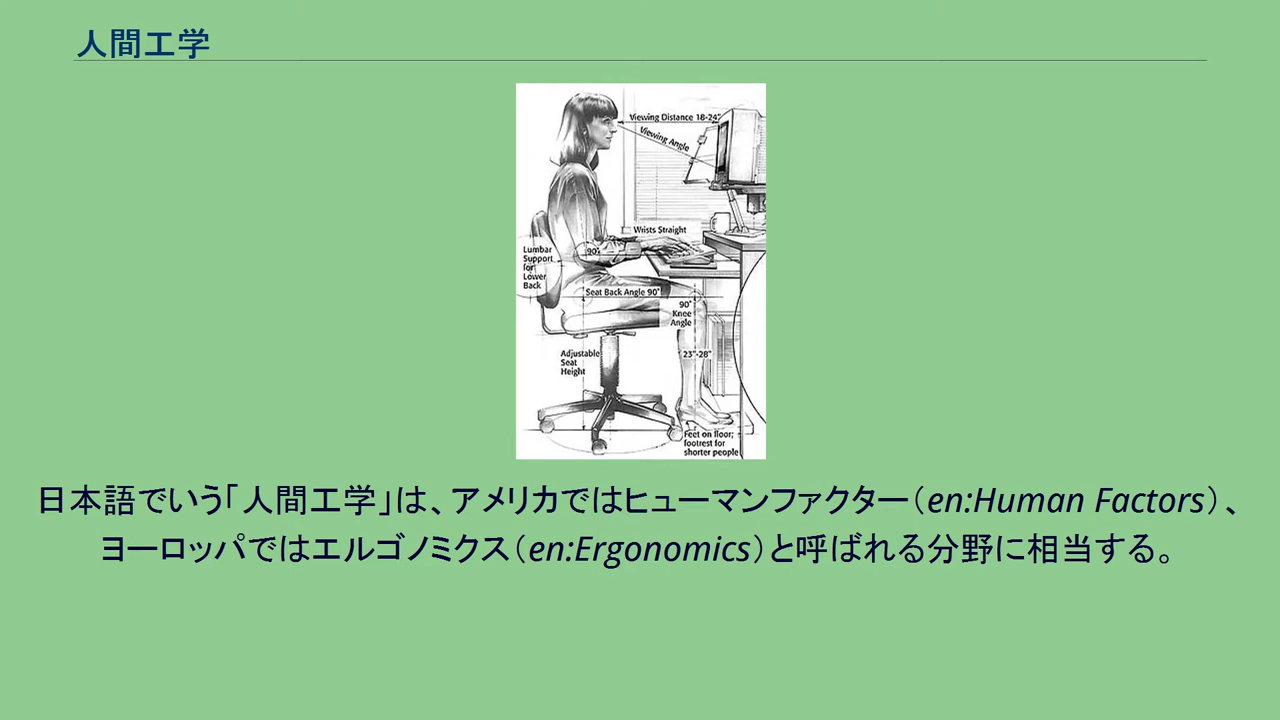 人間工学
Viewing Distance 18-24"
Viewing Angle
Wrists Straight
90°
Lumbar
Support
for
Lower
Back
Seat Back Angle 90°
90°
Knee
Angle
Adjustable
Seat
Height
23"-28"
Feet on floor;
footrest for
shorter people
日本語でいう「人間工学」は、アメリカではヒューマンファクター(en:Human Factors)、
ヨーロッパではエルゴノミクス(en:Ergonomics)と呼ばれる分野に相当する。